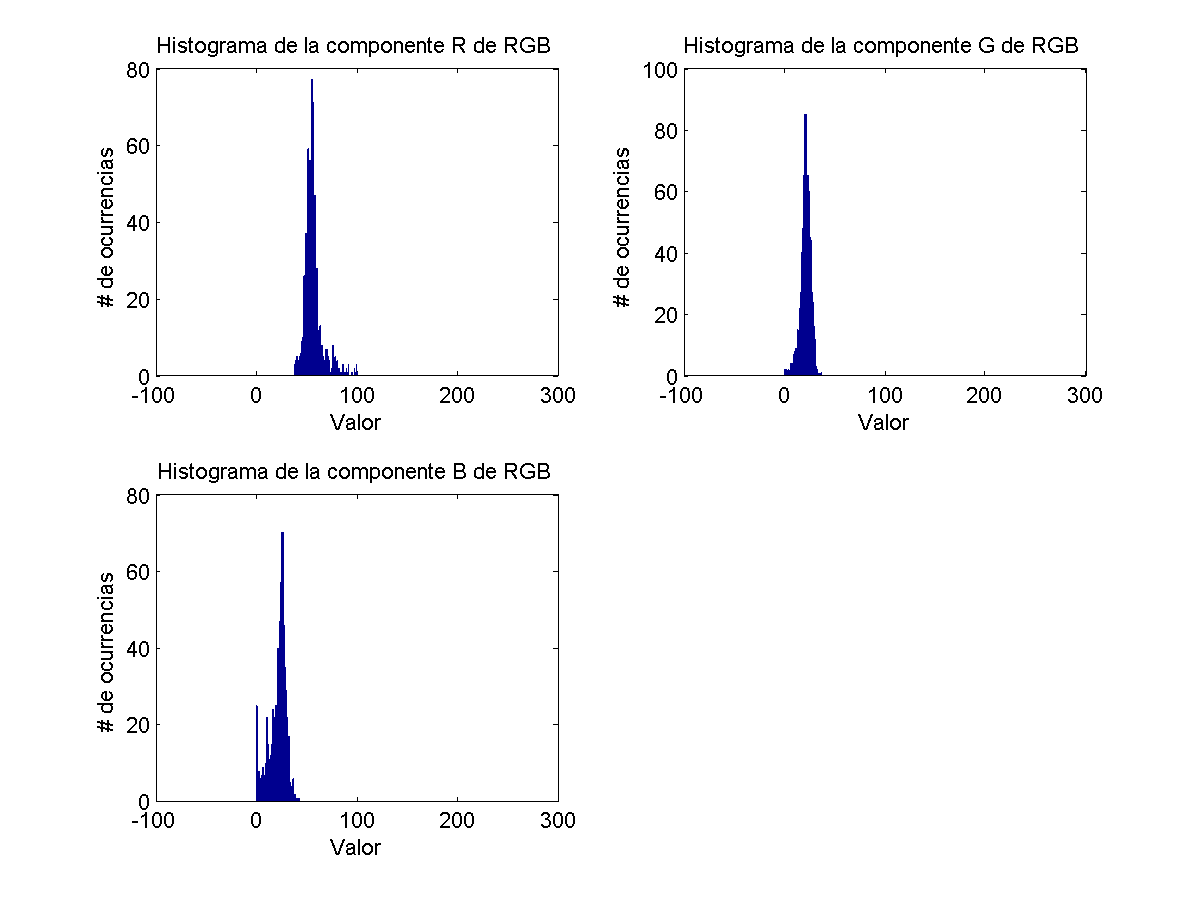 Histograma de la componente R de RGB
80
60
40
20
0
-100 0 100 200 300
# de ocurrencias
Valor
Histograma de la componente G de RGB
100
80
60
40
20
0
-100 0 100 200 300
# de ocurrencias
Valor
Histograma de la componente B de RGB
80
60
40
20
0
-100 0 100 200 300
# de ocurrencias
Valor